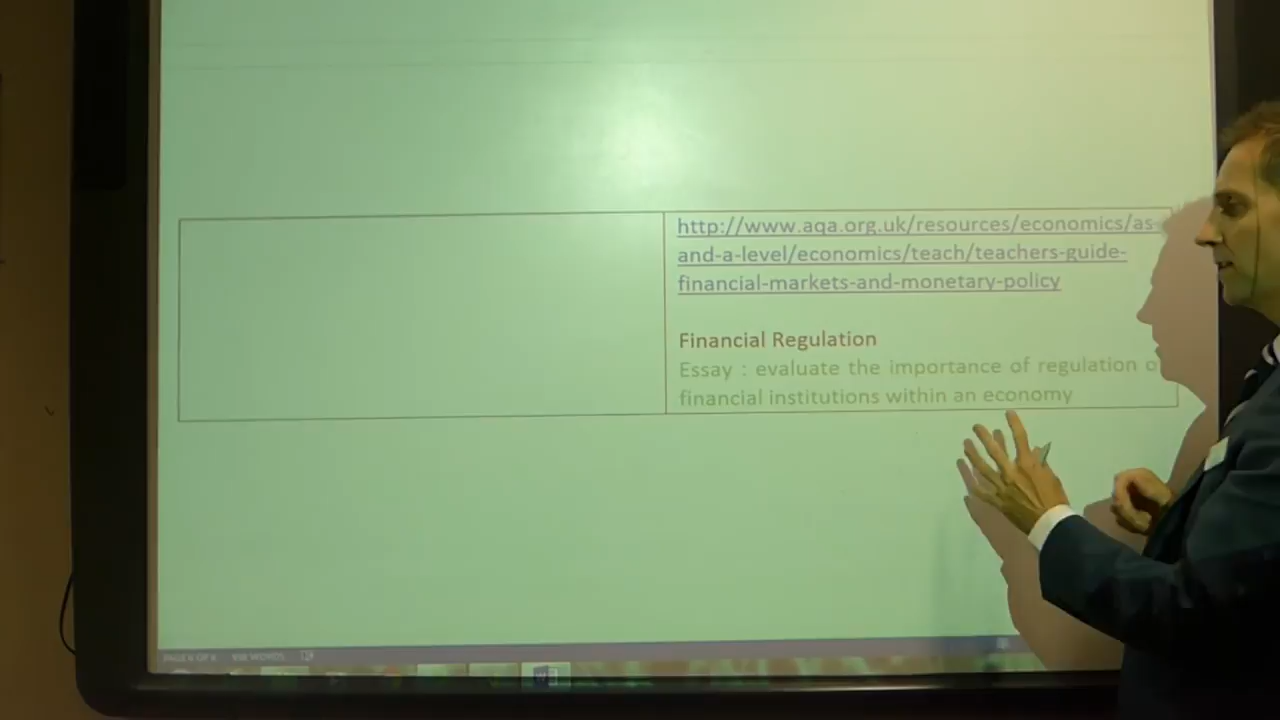 http://www.aqa.org.uk/resources/economics/as-
and-a-level/economics/teach/teachers-guide-
financial-markets-and-monetary-policy
Financial Regulation
Essay : evaluate the importance of regulation
financial institutions within an economy
WORDS